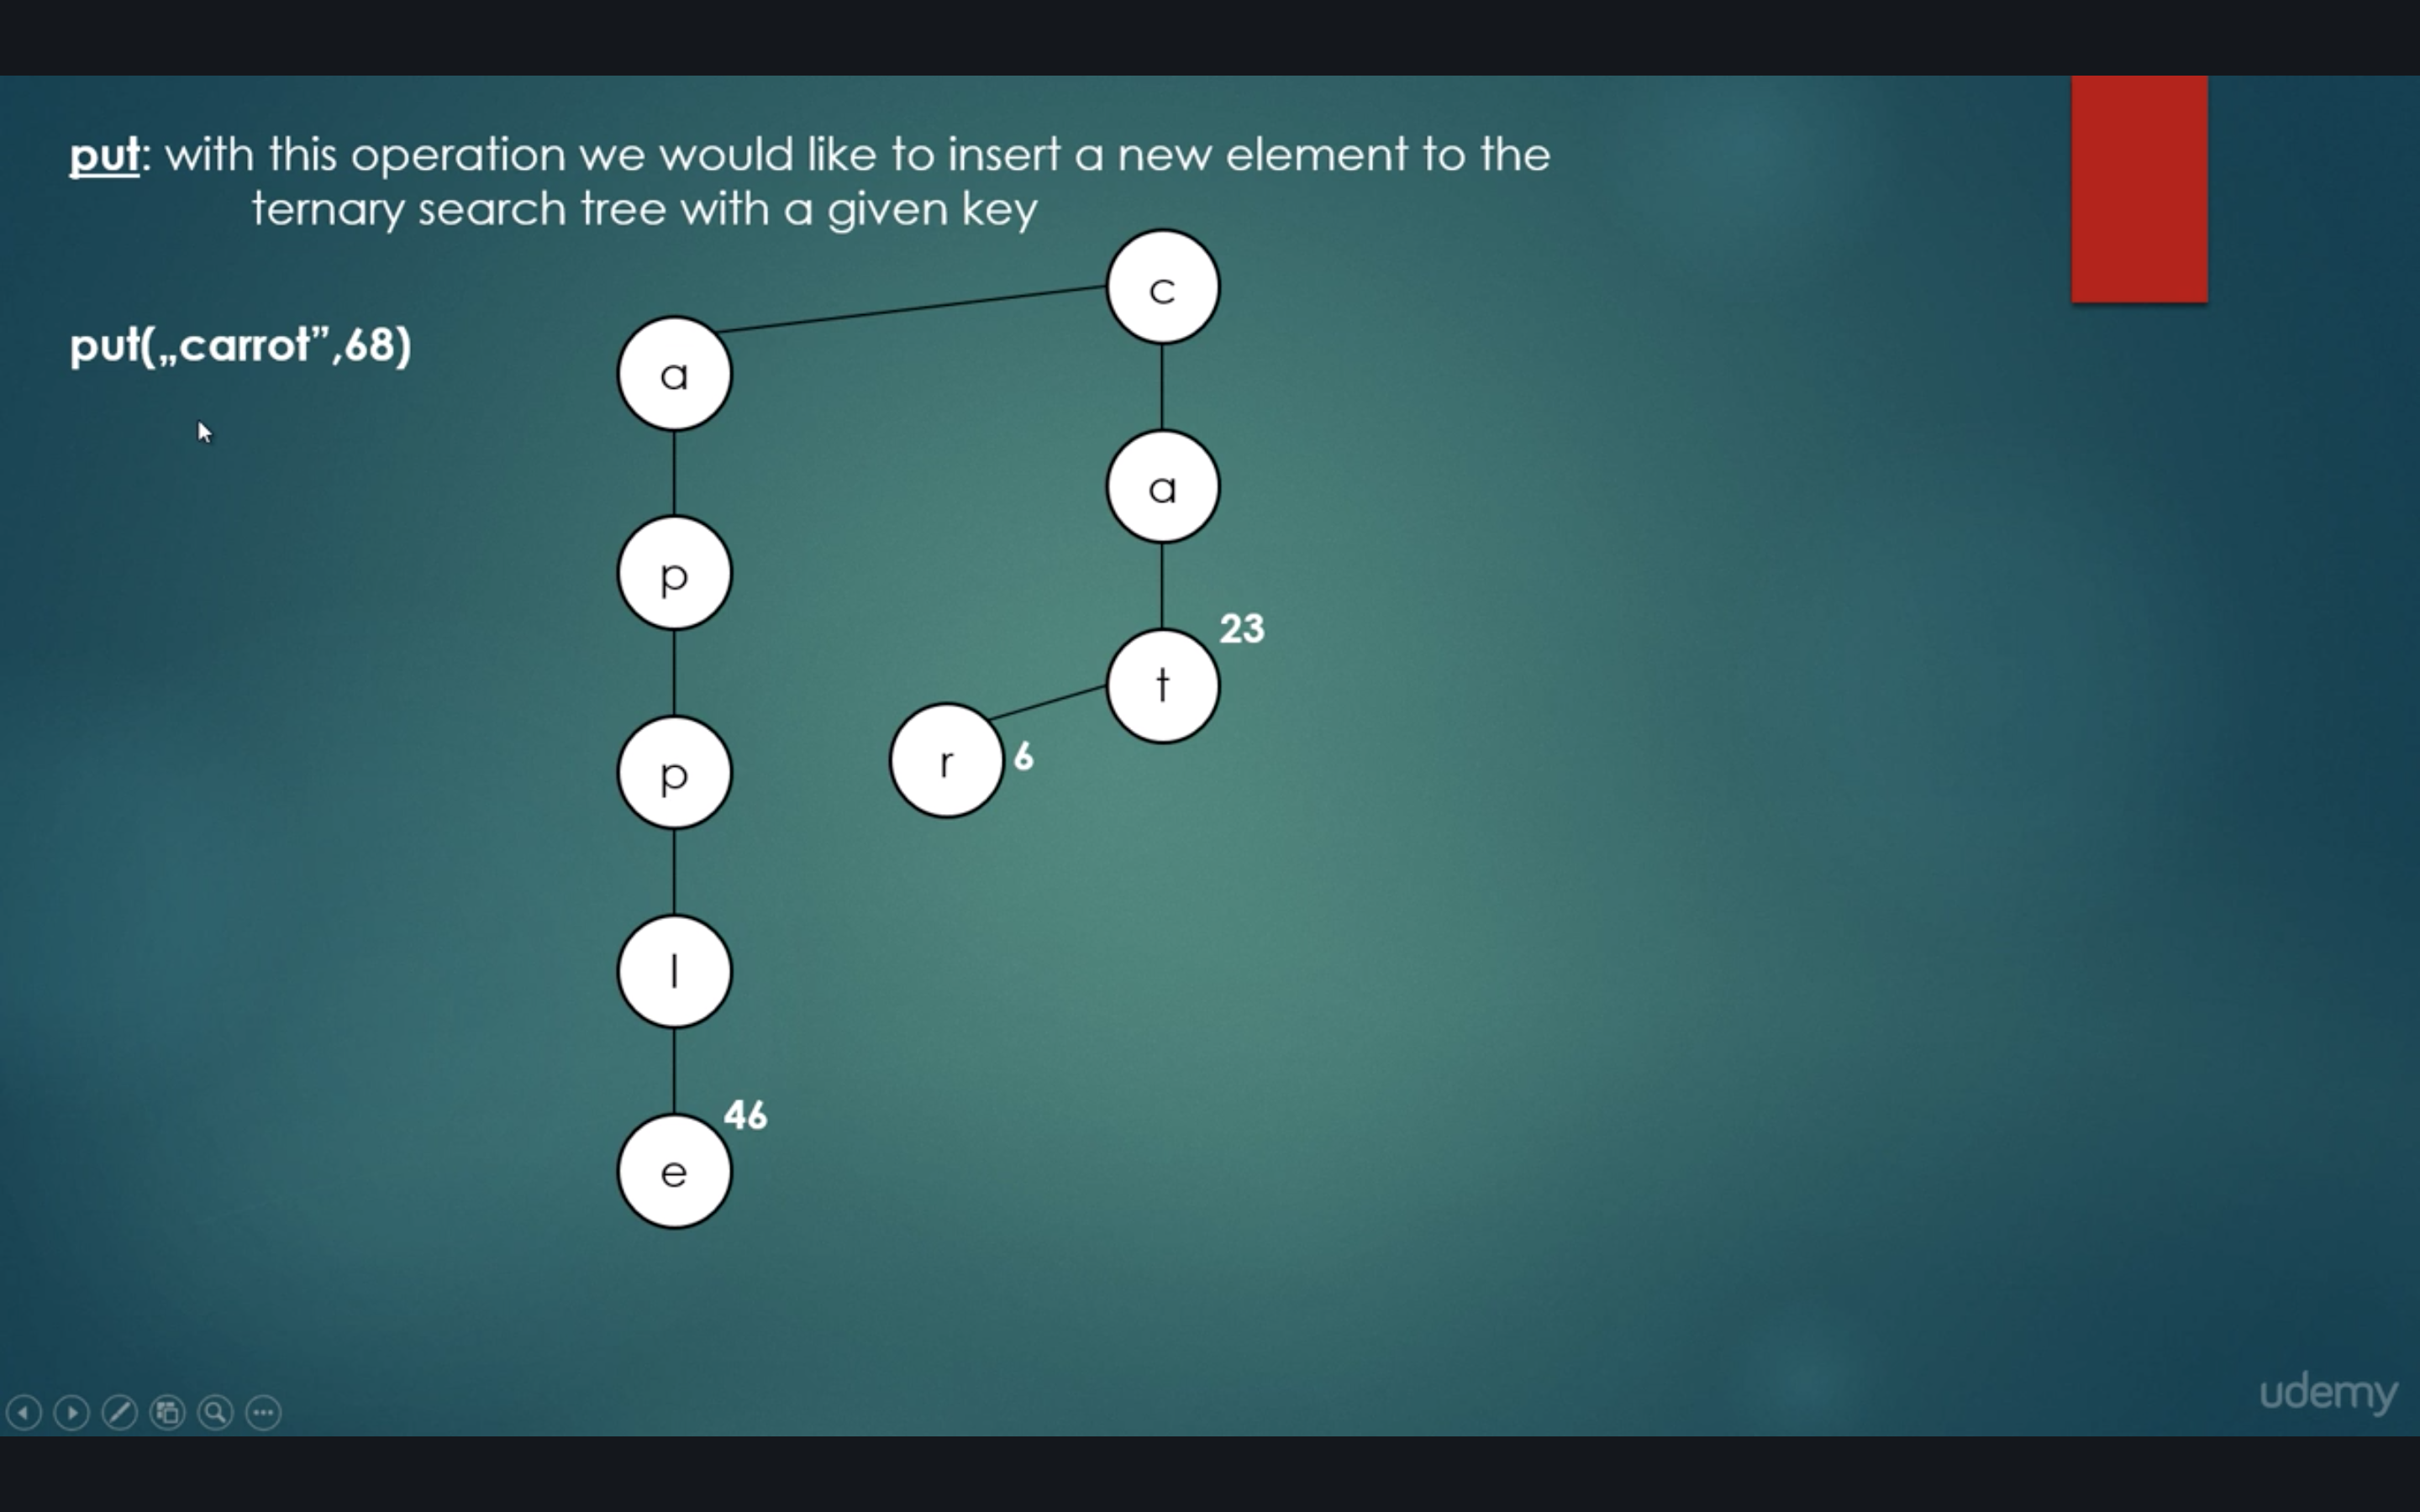 put: with this operation we would like to insert a new element to the
ternary search tree with a given key
put(„carrot”,68)
c
a
a
p
t
23
r
6
p
l
e
46
udemy